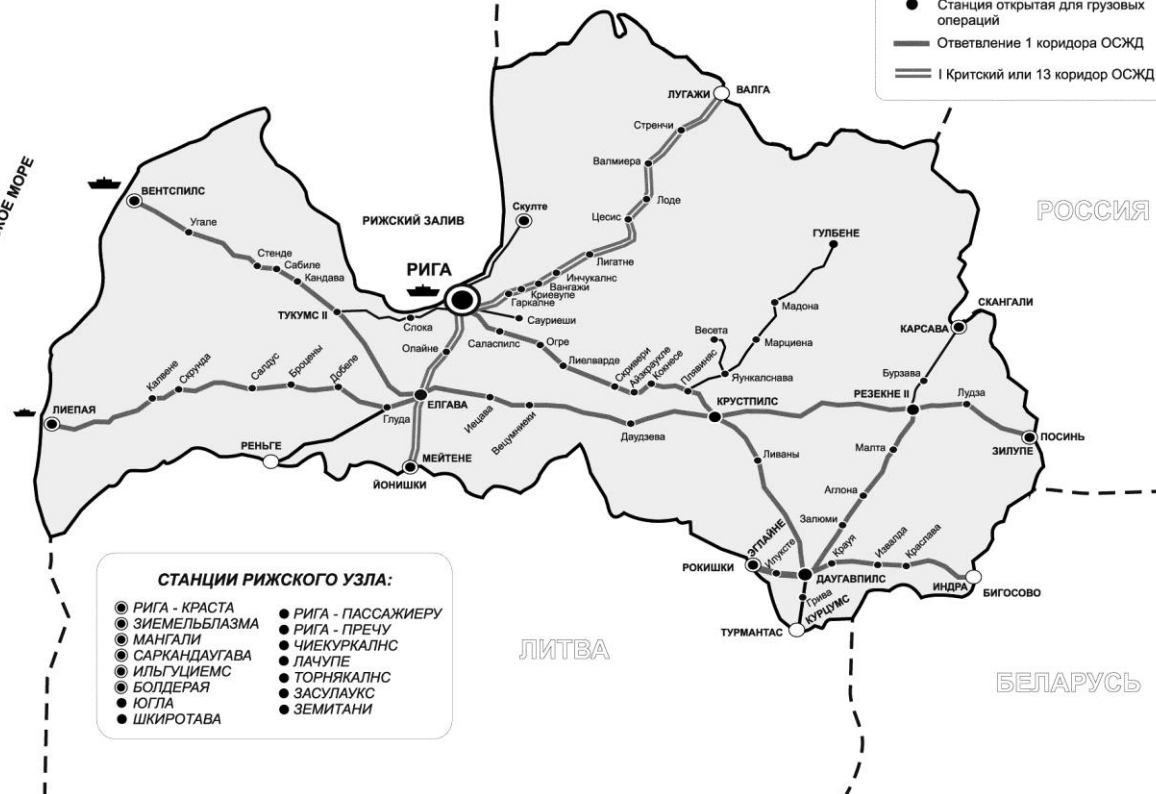 Станция открытая для грузовых
операций
Ответвление 1 коридора ОСЖД
I Критский или 13 коридор ОСЖД
ЛУГАЖИ
ВАЛГА
Стренчи
Валмиера
Лоде
Цесис
Лигатне
Инчукалнс
Вангажи
Криевупе
Гаркалне
КОЕ МОРЕ
ВЕНТСПИЛС
Угале
Стенде
Сабиле
Кандава
ТУКУМС II
РИЖСКИЙ ЗАЛИВ
Скулте
РИГА
Слока
Сауриеши
Саласпилс
Огре
Лиелварде
Скривери
Айзкраукле
Кокнесе
Плявиняс
Весета
Яункалснава
Марциена
Мадона
ГУЛБЕНЕ
РОССИЯ
СКАНГАЛИ
КАРСАВА
Бурзава
РЕЗЕКНЕ II
Лудза
ПОСИНЬ
ЗИЛУПЕ
Олайне
ЛИЕПАЯ
Калвене
Скрунда
Салдус
Броцены
Добеле
Глуда
ЕЛГАВА
Иецава
Вецумниеки
Даудзева
КРУСТПИЛС
РЕНЬГЕ
МЕЙТЕНЕ
ЙОНИШКИ
Ливаны
Малта
Аглона
Залюми
РОКИШКИ
ЭГЛАЙНЕ
Илуксте
ДАУГАВПИЛС
Крауя
Извалда
Краслава
ИНДРА
БИГОСОВО
Грива
КУРЦУМС
ТУРМАНТАС
ЛИТВА
БЕЛАРУСЬ
СТАНЦИИ РИЖСКОГО УЗЛА:
РИГА - КРАСТА
ЗИЕМЕЛЬБЛАЗМА
МАНГАЛИ
САРКАНДАУГАВА
ИЛЬГУЦИЕМС
БОЛДЕРАЯ
ЮГЛА
ШКИРОТАВА
РИГА - ПАССАЖИЕРУ
РИГА - ПРЕЧУ
ЧИЕКУРКАЛНС
ЛАЧУПЕ
ТОРНЯКАЛНС
ЗАСУЛАУКС
ЗЕМИТАНИ